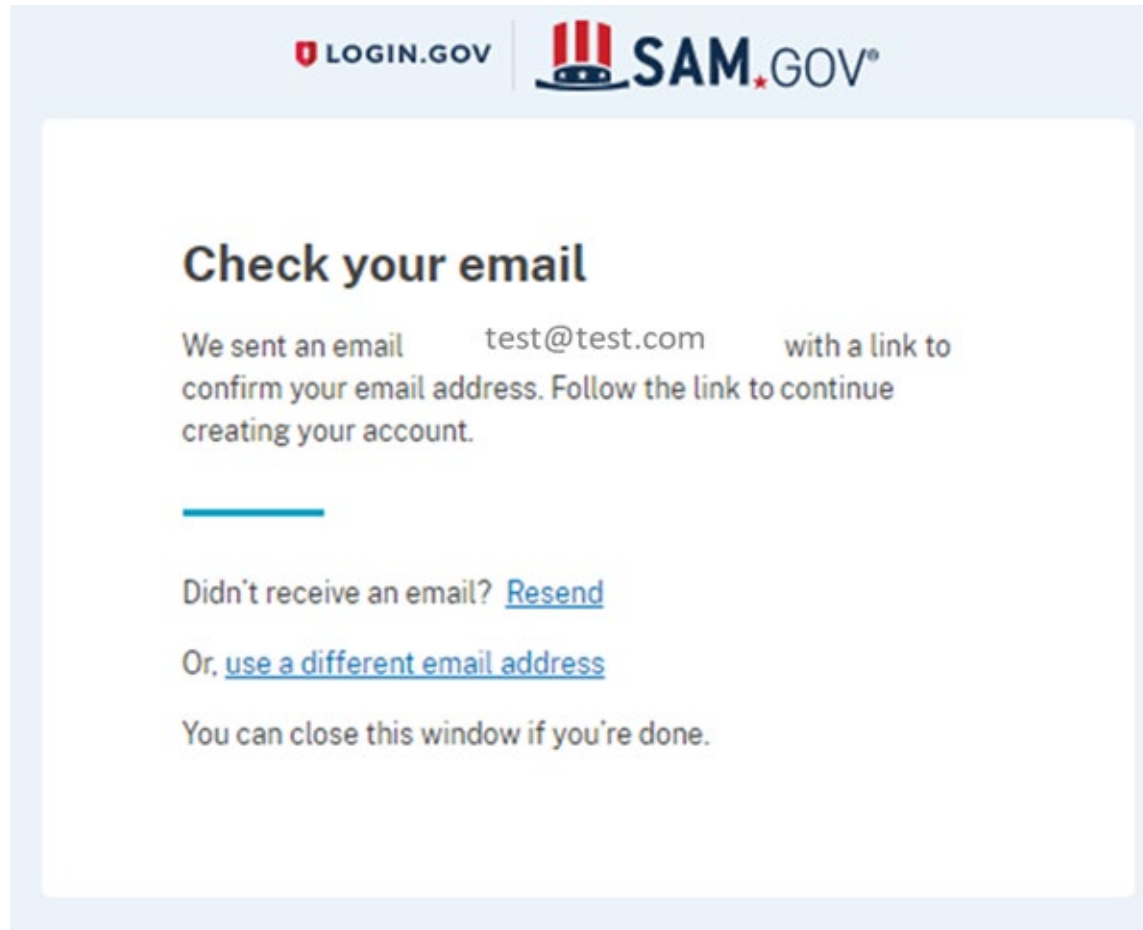 LOGIN.GOV
SAM.GOV®
Check your email
We sent an email test@test.com with a link to
confirm your email address. Follow the link to continue
creating your account.
Didn't receive an email? Resend
Or, use a different email address
You can close this window if you're done.